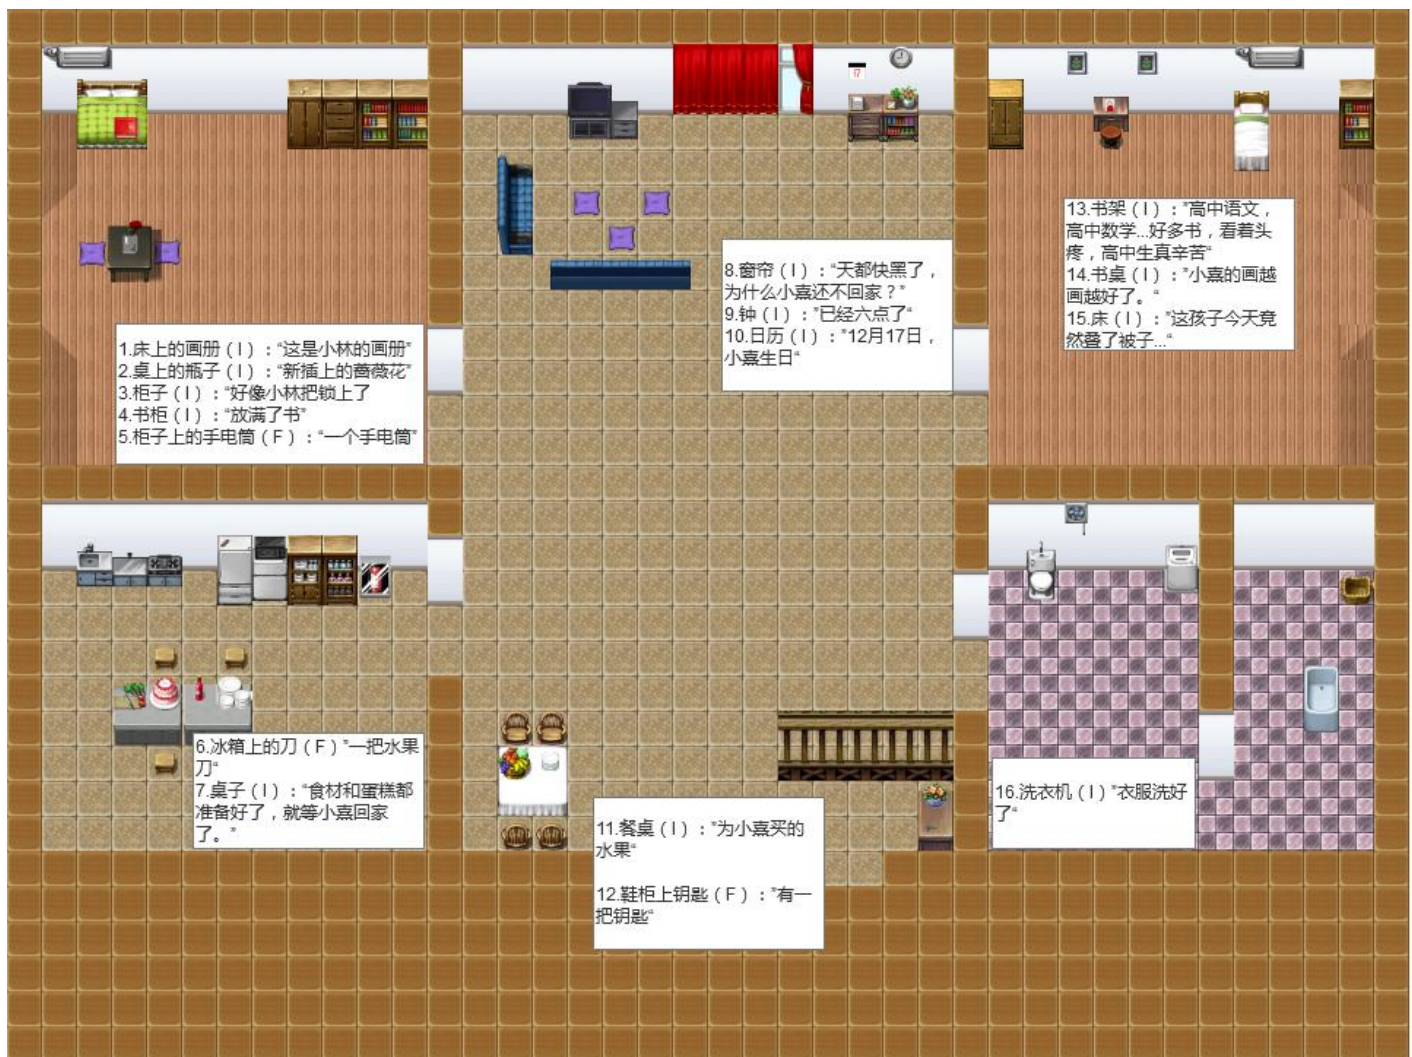 1.床上的画册（I）：“这是小林的画册”
2.桌上的瓶子（I）：“新插上的蔷薇花”
3.柜子（I）：“好像小林把锁上了
4.书柜（I）：“放满了书”
5.柜子上的手电筒（F）：“一个手电筒”
6.冰箱上的刀（F）”一把水果
刀“
7.桌子（I）：“食材和蛋糕都
准备好了，就等小嘉回家
了。”
17
8.窗帘（I）：“天都快黑了，
为什么小嘉还不回家？”
9.钟（I）：”已经六点了“
10.日历（I）：”12月17日，
小嘉生日“
11.餐桌（I）：”为小嘉买的
水果“
12.鞋柜上钥匙（F）：”有一
把钥匙“
13.书架（I）：”高中语文，
高中数学...好多书，看着头
疼，高中生真辛苦“
14.书桌（I）：”小嘉的画越
画越好了。“
15.床（I）：”这孩子今天竟
然叠了被子...“
16.洗衣机（I）”衣服洗好
了“